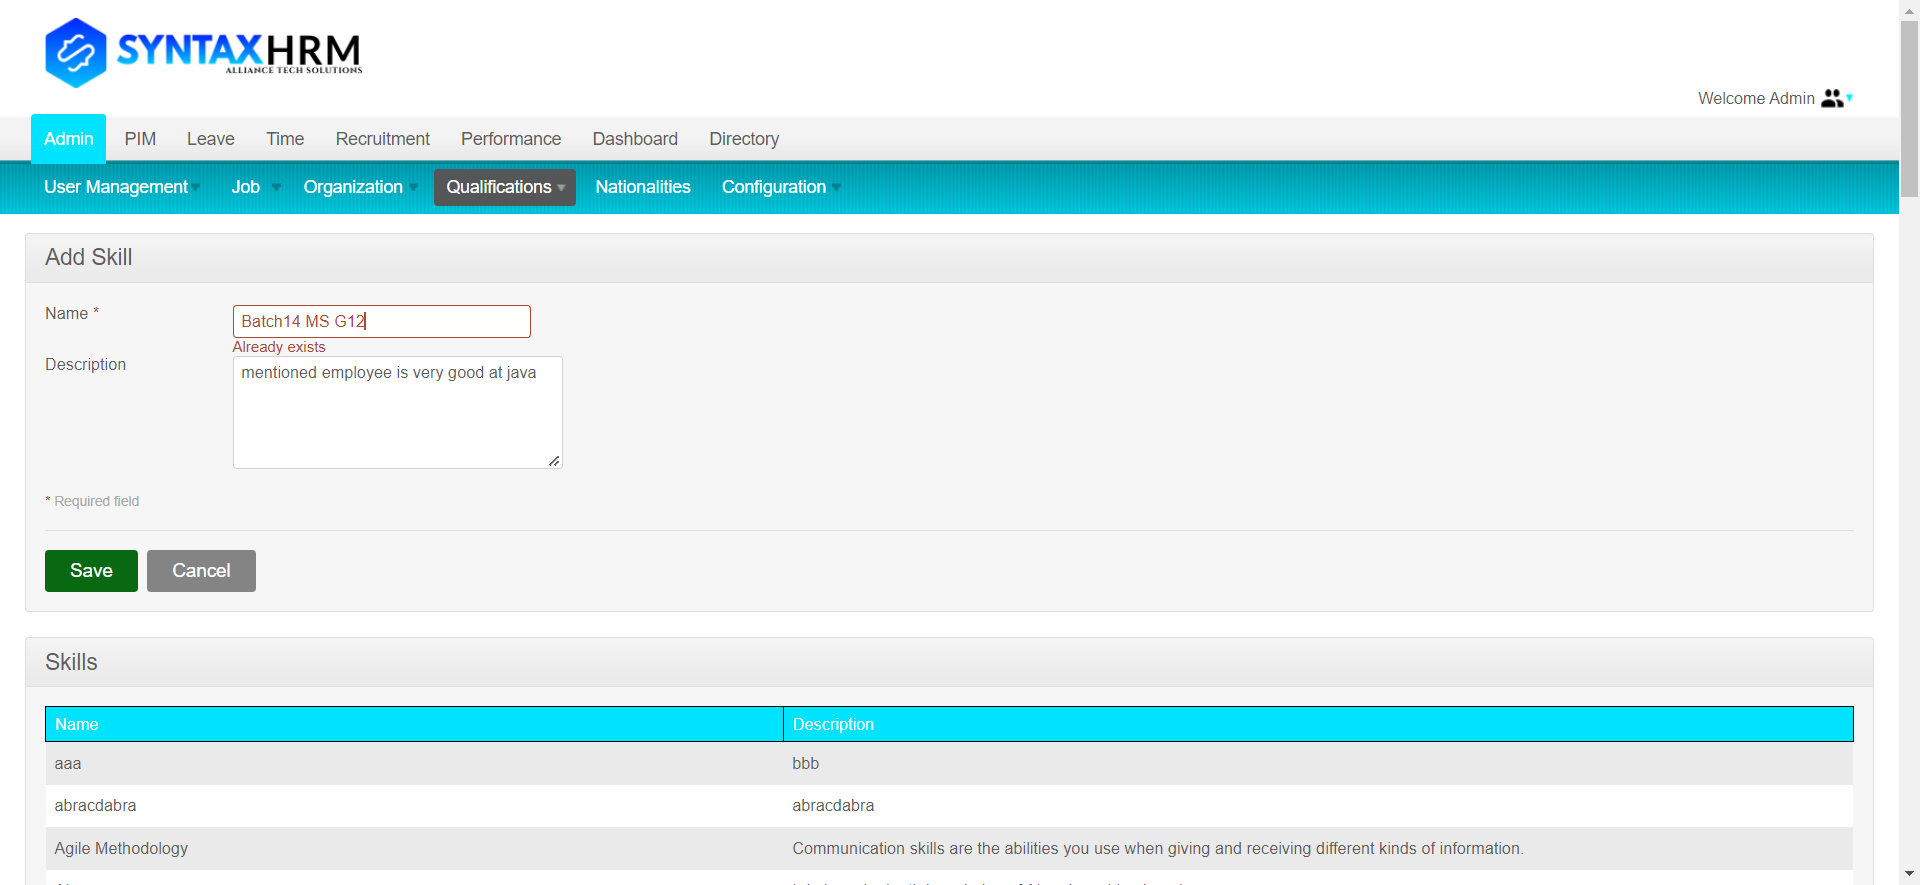 SYNTAXHRM
ALLIANCE TECH SOLUTIONS
Welcome Admin
Admin PIM Leave Time Recruitment Performance Dashboard Directory
User Management Job Organization Qualifications Nationalities Configuration
Add Skill
Name *
Batch14 MS G12
Already exists
Description
mentioned employee is very good at java
* Required field
Save Cancel
Skills
Name Description
aaa bbb
abracdabra abracdabra
Agile Methodology Communication skills are the abilities you use when giving and receiving different kinds of information.